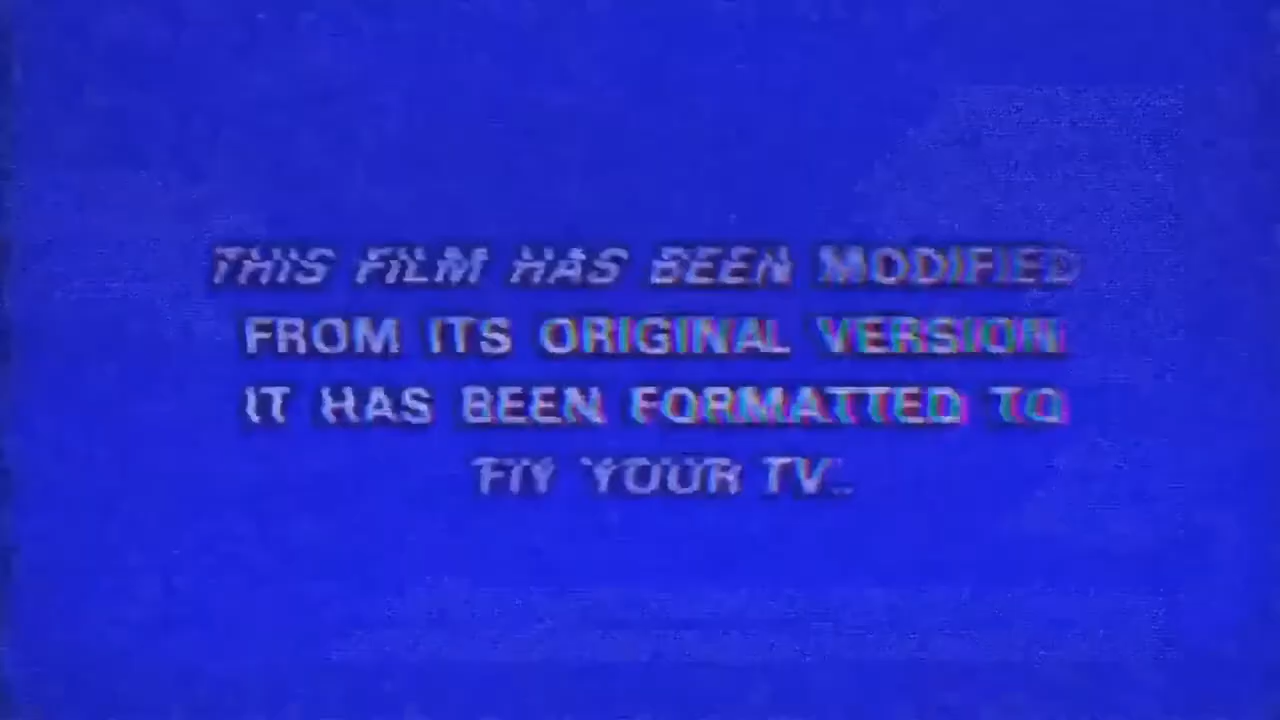 THIS FILM HAS BEEN MODIFIED
FROM ITS ORIGINAL VERSION
IT HAS BEEN FORMATTED TO
FIT YOUR TV..